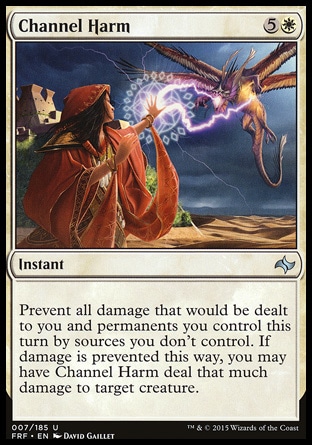 Channel Harm 5
Instant
Prevent all damage that would be dealt
to you and permanents you control this
turn by sources you don't control. If
damage is prevented this way, you may
have Channel Harm deal that much
damage to target creature.
007/185 U
FRF • EN DAVID GAILLET
™ & © 2015 Wizards of the Coast